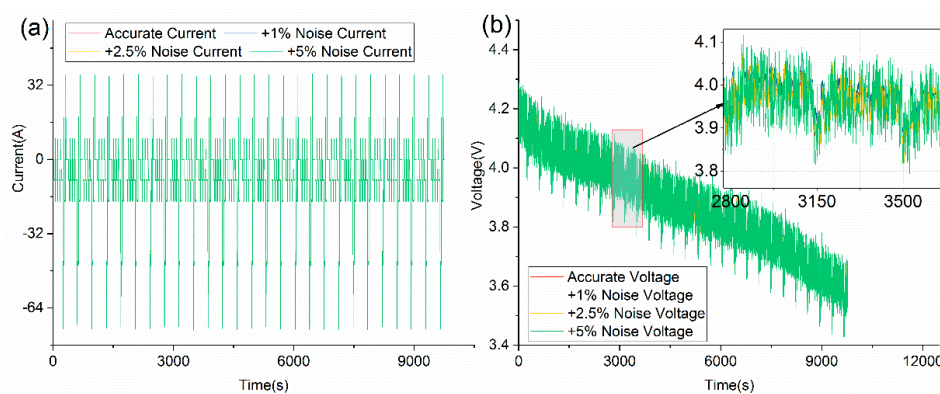 (a)
Accurate Current
+1% Noise Current
+2.5% Noise Current
+5% Noise Current
32
0
-32
-64
Current(A)
0
3000
6000
9000
Time(s)
(b)
4.4
4.2
4.0
3.8
3.6
3.4
Voltage(V)
4.1
4.0
3.9
3.8
2800
3150
3500
Accurate Voltage
+1% Noise Voltage
+2.5% Noise Voltage
+5% Noise Voltage
0
3000
6000
9000
12000
Time(s)